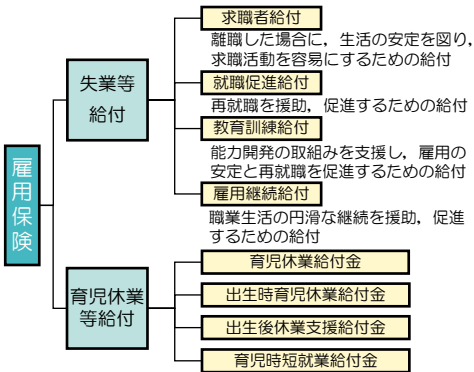 雇用保険
失業等
給付
求職者給付
離職した場合に，生活の安定を図り，
求職活動を容易にするための給付
就職促進給付
再就職を援助，促進するための給付
教育訓練給付
能力開発の取組みを支援し，雇用の
安定と再就職を促進するための給付
雇用継続給付
職業生活の円滑な継続を援助，促進
するための給付
育児休業
等給付
育児休業給付金
出生時育児休業給付金
出生後休業支援給付金
育児時短就業給付金